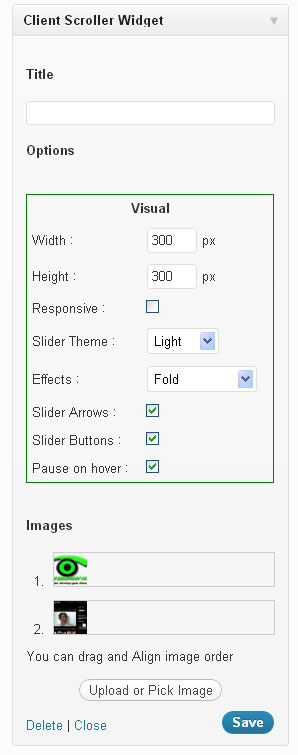 Client Scroller Widget
Title
Options
Visual
Width : 300 px
Height : 300 px
Responsive :
Slider Theme : Light
Effects : Fold
Slider Arrows :
Slider Buttons :
Pause on hover :
Images
1.
2.
You can drag and Align image order
Upload or Pick Image
Delete | Close
Save